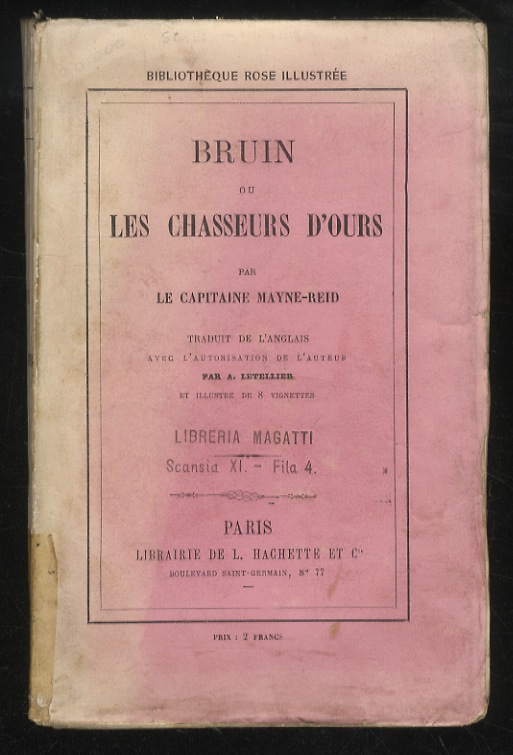 BIBLIOTHÈQUE ROSE ILLUSTRÉE
BRUIN
OU
LES CHASSEURS D'OURS
PAR
LE CAPITAINE MAYNE-REID
TRADUIT DE L'ANGLAIS
AVEC L'AUTORISATION DE L'AUTEUR
PAR A. LETELLIER
ET ILLUSTRÉ DE 8 VIGNETTES
LIBRERIA MAGATTI
Scansia XI. - Fila 4.
PARIS
LIBRAIRIE DE L. HACHETTE ET Cie
BOULEVARD SAINT-GERMAIN, N° 77
PRIX : 2 FRANCS